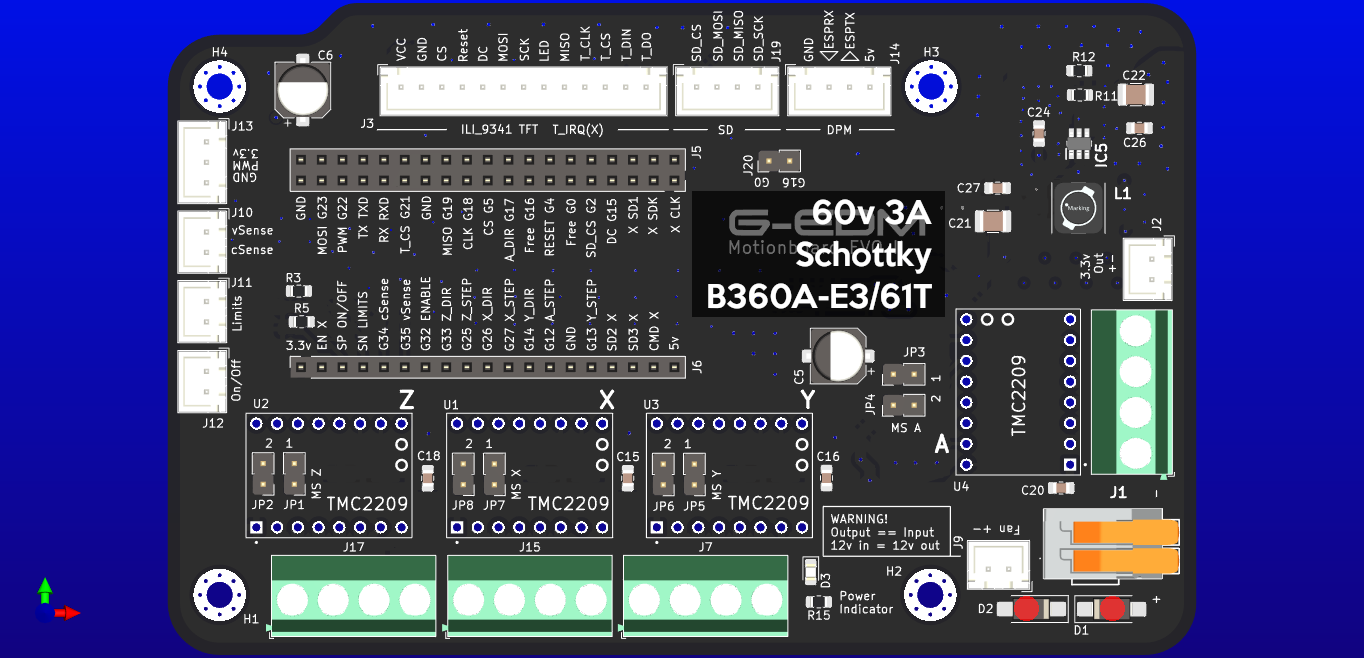 H4
C6
VCC
GND
CS
Reset
DC
MOSI
SCK
LED
MISO
T_CLK
T_CS
T_DIN
T_DO
SD_CS
SD_MOSI
SD_MISO
SD_SCK
J19
GND
ESPRX
ESPTX
5v
J14
H3
R12
R11
C22
C24
C26
IC5
+
J3
ILI_9341 TFT T_IRQ(X)
SD
DPM
J13
3.3v
PWM
GND
J5
J20
G0 G16
C27
L1
Marking
C21
J10
vSense
cSense
J2
3.3v
Out
+-
GND
MOSI G23
PWM G22
TX TXD
RX RXD
T_CS G21
GND
MISO G19
CLK G18
CS G5
A_DIR G17
Free G16
RESET G4
Free G0
SD_CS G2
DC G15
X SD1
X SDK
X CLK
G-EDM
Motionboard EVO II
60v 3A
Schottky
B360A-E3/61T
J11
Limits
R3
R5
3.3v
EN X
SP ON/OFF
SN LIMITS
G34 cSense
G35 vSense
G32 ENABLE
G33 Z_DIR
G25 Z_STEP
G26 X_DIR
G27 X_STEP
G14 Y_DIR
G12 A_STEP
GND
G13 Y_STEP
SD2 X
SD3 X
CMD X
5v
J6
On/Off
J12
C5
+
JP3
1
JP4
2
MS A
TMC2209
A
U4
C20
J1
-
U2
Z
2 1
MS Z
JP2 JP1
TMC2209
C18
U1
X
2 1
MS X
JP8 JP7
TMC2209
C15
U3
Y
2 1
MS Y
JP6 JP5
TMC2209
C16
WARNING!
Output == Input
12v in = 12v out
J9
Fan +-
J17
J15
J7
H1
D3
R15
Power
Indicator
H2
D2
D1
+